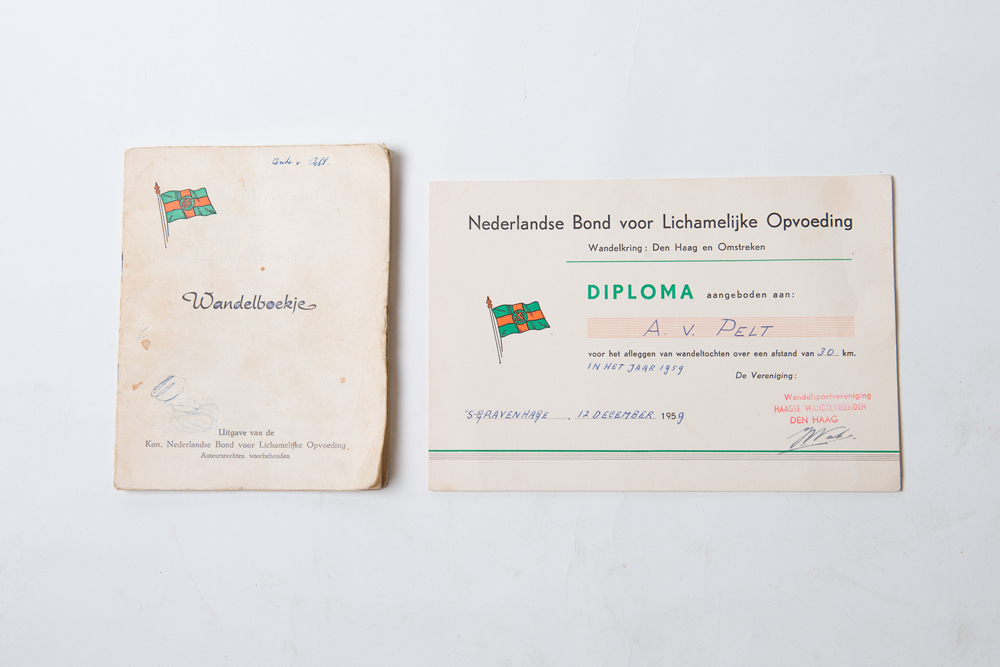 v. Pelt.
Wandelboekje
Uitgave van de
Kon. Nederlandse Bond voor Lichamelijke Opvoeding
Auteursrechten voorbehouden
Nederlandse Bond voor Lichamelijke Opvoeding
Wandelkring: Den Haag en Omstreken
DIPLOMA aangeboden aan:
A. V. PELT
voor het afleggen van wandeltochten over een afstand van 30 km.
IN HET JAAR 1959
De Vereniging:
'S-GRAVENHAGE, 12 DECEMBER 1959
Wandelsportvereniging
HAAGSE WANDELVRIENDEN
DEN HAAG